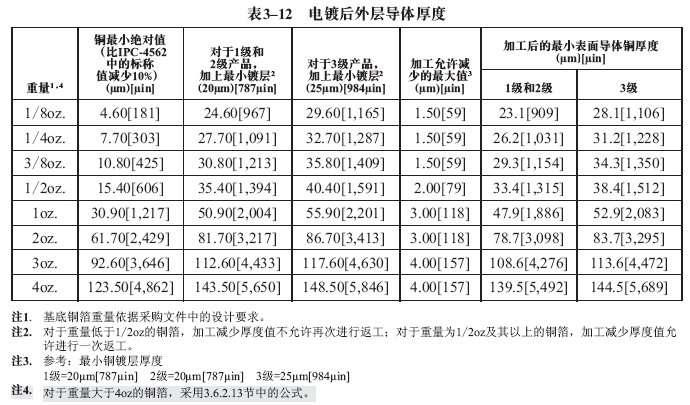 表3–12 电镀后外层导体厚度
重量1,4
铜最小绝对值
（比IPC-4562
中的标称
值减少10%）
(μm)[μin]
对于1级和
2级产品,
加上最小镀层2
(20μm)[787μin]
对于3级产品,
加上最小镀层2
(25μm)[984μin]
加工允许减
少的最大值3
(μm)[μin]
加工后的最小表面导体铜厚度
(μm)[μin]
1级和2级
3级
1/8oz. 4.60[181] 24.60[967] 29.60[1,165] 1.50[59] 23.1[909] 28.1[1,106]
1/4oz. 7.70[303] 27.70[1,091] 32.70[1,287] 1.50[59] 26.2[1,031] 31.2[1,228]
3/8oz. 10.80[425] 30.80[1,213] 35.80[1,409] 1.50[59] 29.3[1,154] 34.3[1,350]
1/2oz. 15.40[606] 35.40[1,394] 40.40[1,591] 2.00[79] 33.4[1,315] 38.4[1,512]
1oz. 30.90[1,217] 50.90[2,004] 55.90[2,201] 3.00[118] 47.9[1,886] 52.9[2,083]
2oz. 61.70[2,429] 81.70[3,217] 86.70[3,413] 3.00[118] 78.7[3,098] 83.7[3,295]
3oz. 92.60[3,646] 112.60[4,433] 117.60[4,630] 4.00[157] 108.6[4,276] 113.6[4,472]
4oz. 123.50[4,862] 143.50[5,650] 148.50[5,846] 4.00[157] 139.5[5,492] 144.5[5,689]
注1. 基底铜箔重量依据采购文件中的设计要求。
注2. 对于重量低于1/2oz的铜箔，加工减少厚度值不允许再次进行返工；对于重量为1/2oz及其以上的铜箔，加工减少厚度值允
许进行一次返工。
注3. 参考：最小铜镀层厚度
1级=20μm[787μin] 2级=20μm[787μin] 3级=25μm[984μin]
注4. 对于重量大于4oz的铜箔，采用3.6.2.13节中的公式。